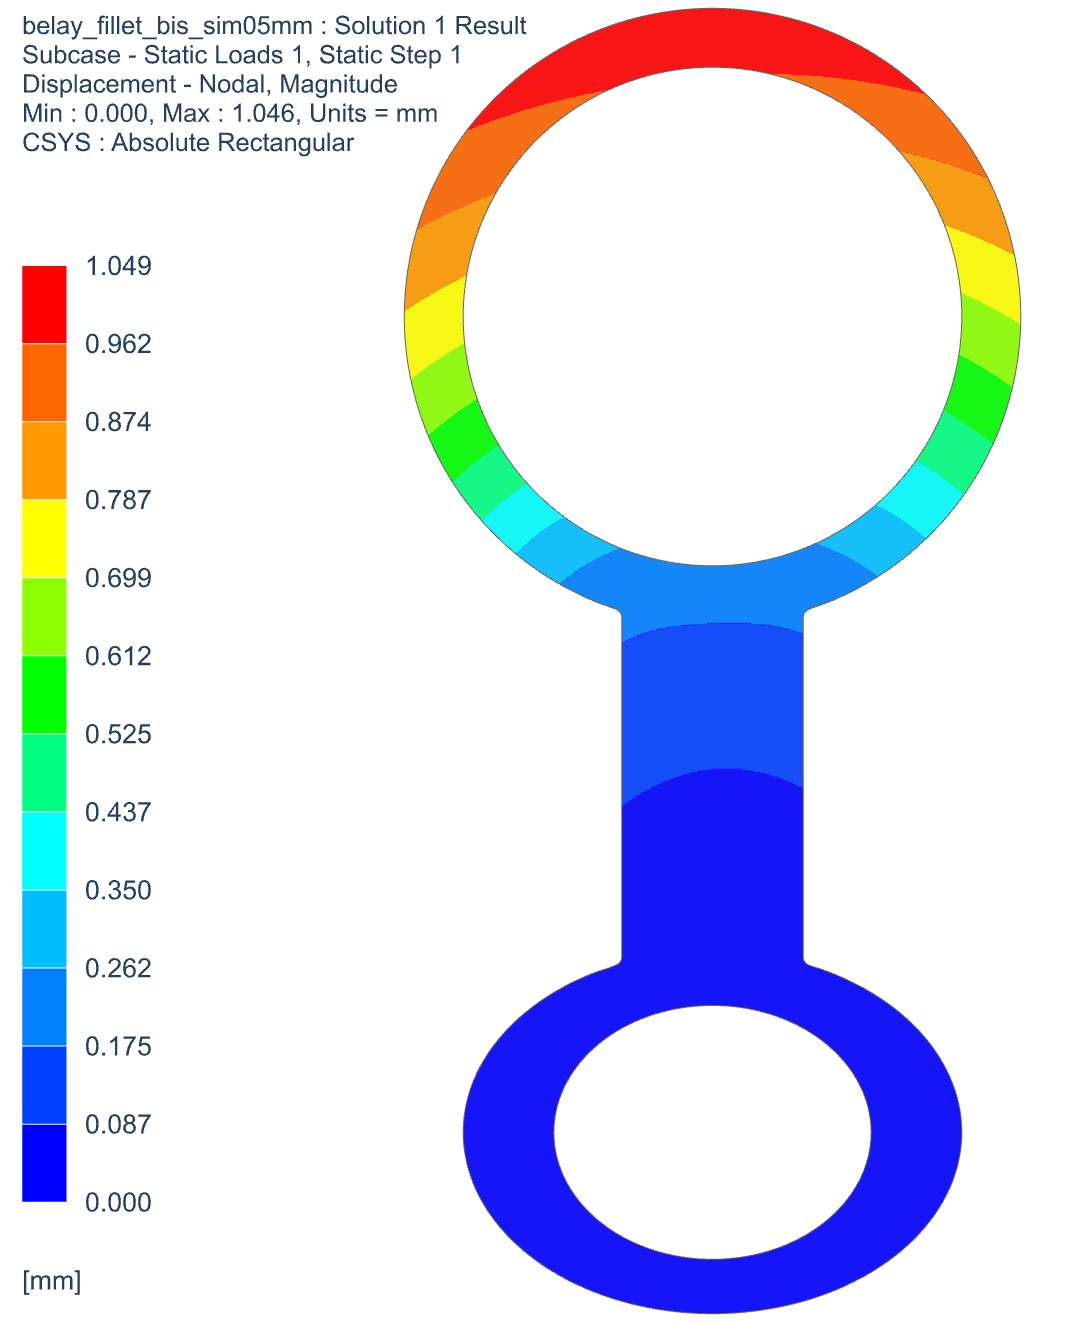 belay_fillet_bis_sim05mm : Solution 1 Result
Subcase - Static Loads 1, Static Step 1
Displacement - Nodal, Magnitude
Min : 0.000, Max : 1.046, Units = mm
CSYS : Absolute Rectangular
1.049
0.962
0.874
0.787
0.699
0.612
0.525
0.437
0.350
0.262
0.175
0.087
0.000
[mm]